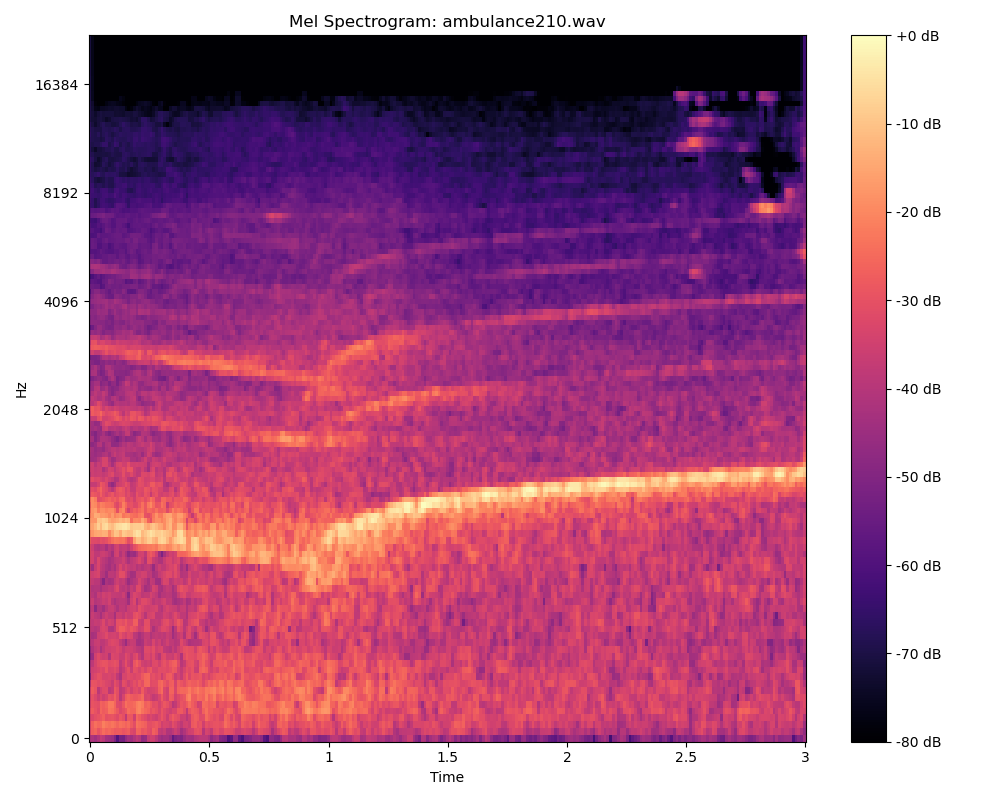 Mel Spectrogram: ambulance210.wav
+0 dB
16384
-10 dB
8192
-20 dB
4096
-30 dB
Hz
2048
-40 dB
-50 dB
1024
-60 dB
512
-70 dB
0
-80 dB
0 0.5 1 1.5 2 2.5 3
Time